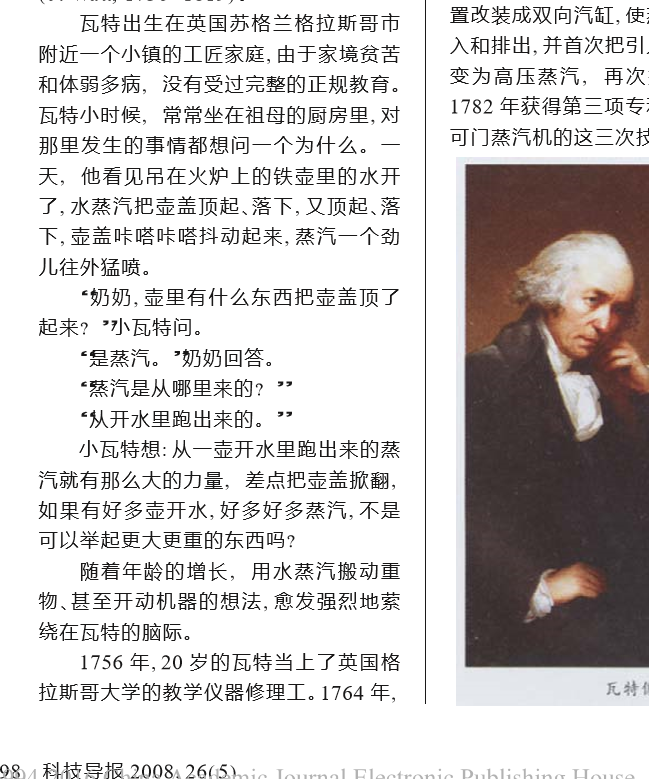 瓦特出生在英国苏格兰格拉斯哥市
附近一个小镇的工匠家庭,由于家境贫苦
和体弱多病，没有受过完整的正规教育。
瓦特小时候，常常坐在祖母的厨房里,对
那里发生的事情都想问一个为什么。一
天，他看见吊在火炉上的铁壶里的水开
了,水蒸汽把壶盖顶起、落下,又顶起、落
下,壶盖咔嗒咔嗒抖动起来,蒸汽一个劲
儿往外猛喷。
“奶奶,壶里有什么东西把壶盖顶了
起来？”小瓦特问。
“是蒸汽。”奶奶回答。
“蒸汽是从哪里来的？”
“从开水里跑出来的。”
小瓦特想:从一壶开水里跑出来的蒸
汽就有那么大的力量，差点把壶盖掀翻,
如果有好多壶开水,好多好多蒸汽,不是
可以举起更大更重的东西吗?
随着年龄的增长，用水蒸汽搬动重
物、甚至开动机器的想法,愈发强烈地萦
绕在瓦特的脑际。
1756 年,20 岁的瓦特当上了英国格
拉斯哥大学的教学仪器修理工。1764 年,
置改装成双向汽缸,使
入和排出,并首次把引
变为高压蒸汽，再次
1782 年获得第三项专
可门蒸汽机的这三次技
瓦特
98 科技导报 2008, 26(5)
Academic Journal Electronic Publishing House